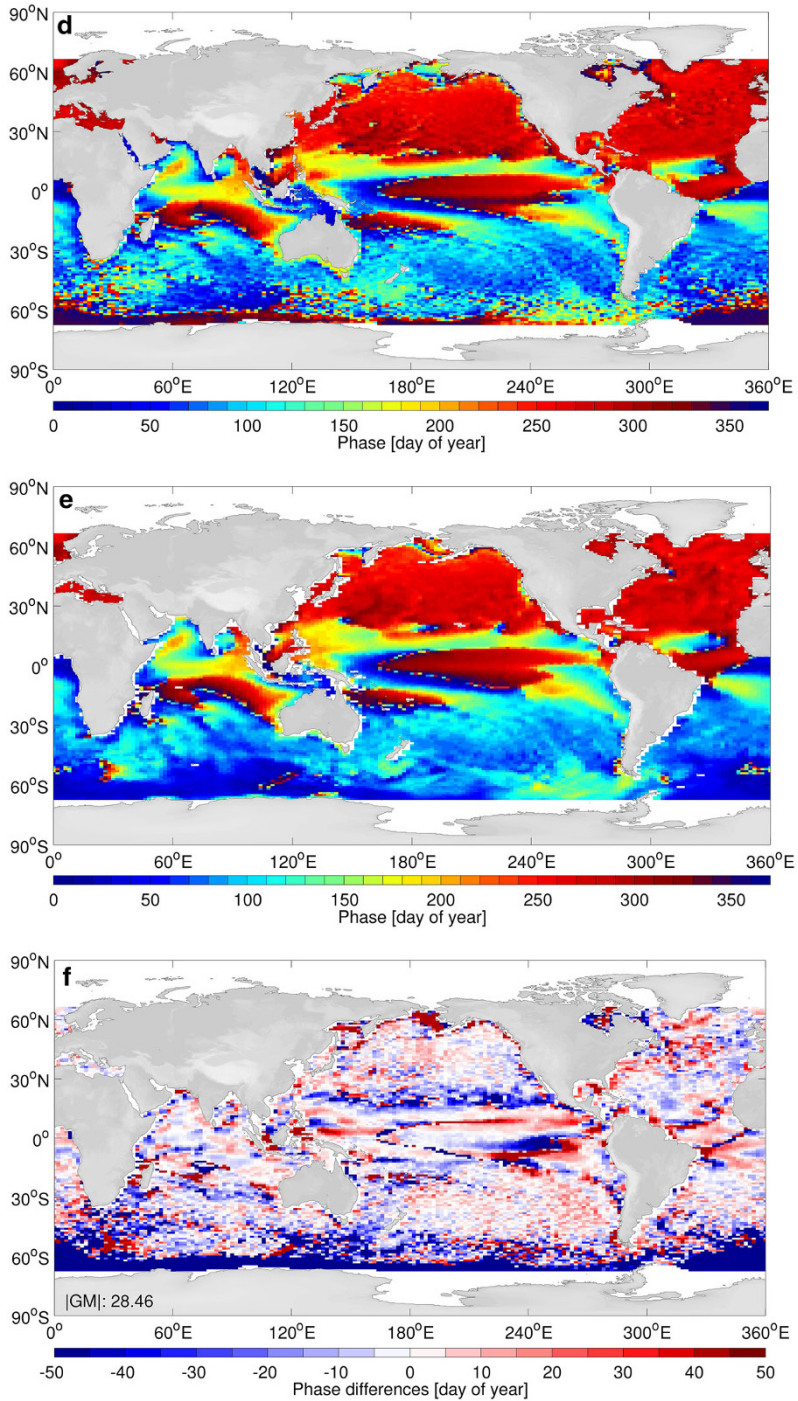 d
90°N
60°N
30°N
0°
30°S
60°S
90°S
0° 60°E 120°E 180°E 240°E 300°E 360°E
0 50 100 150 200 250 300 350
Phase [day of year]
e
90°N
60°N
30°N
0°
30°S
60°S
90°S
0° 60°E 120°E 180°E 240°E 300°E 360°E
0 50 100 150 200 250 300 350
Phase [day of year]
f
90°N
60°N
30°N
0°
30°S
60°S
|GM|: 28.46
90°S
0° 60°E 120°E 180°E 240°E 300°E 360°E
-50 -40 -30 -20 -10 0 10 20 30 40 50
Phase differences [day of year]